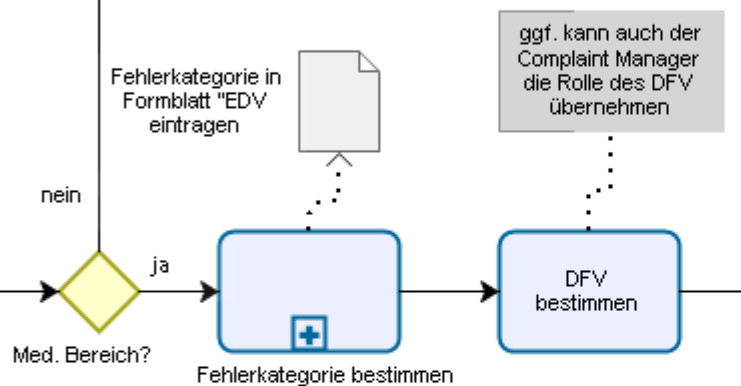 Fehlerkategorie in
Formblatt "EDV
eintragen
ggf. kann auch der
Complaint Manager
die Rolle des DFV
übernehmen
nein
ja
Med. Bereich?
Fehlerkategorie bestimmen
DFV
bestimmen